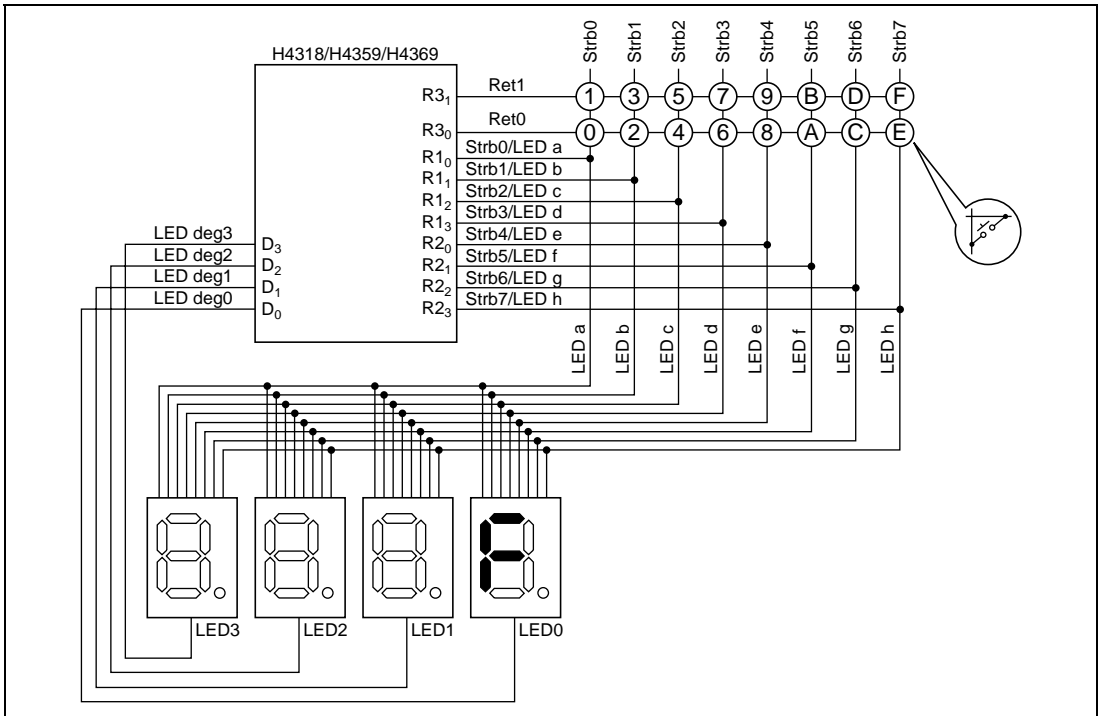 Strb0 Strb1 Strb2 Strb3 Strb4 Strb5 Strb6 Strb7
H4318/H4359/H4369
R3₁ Ret1 1 3 5 7 9 B D F
R3₀ Ret0 0 2 4 6 8 A C E
R1₀ Strb0/LED a
R1₁ Strb1/LED b
R1₂ Strb2/LED c
R1₃ Strb3/LED d
LED deg3 D₃ R2₀ Strb4/LED e
LED deg2 D₂ R2₁ Strb5/LED f
LED deg1 D₁ R2₂ Strb6/LED g
LED deg0 D₀ R2₃ Strb7/LED h
LED a LED b LED c LED d LED e LED f LED g LED h
F
LED3 LED2 LED1 LED0